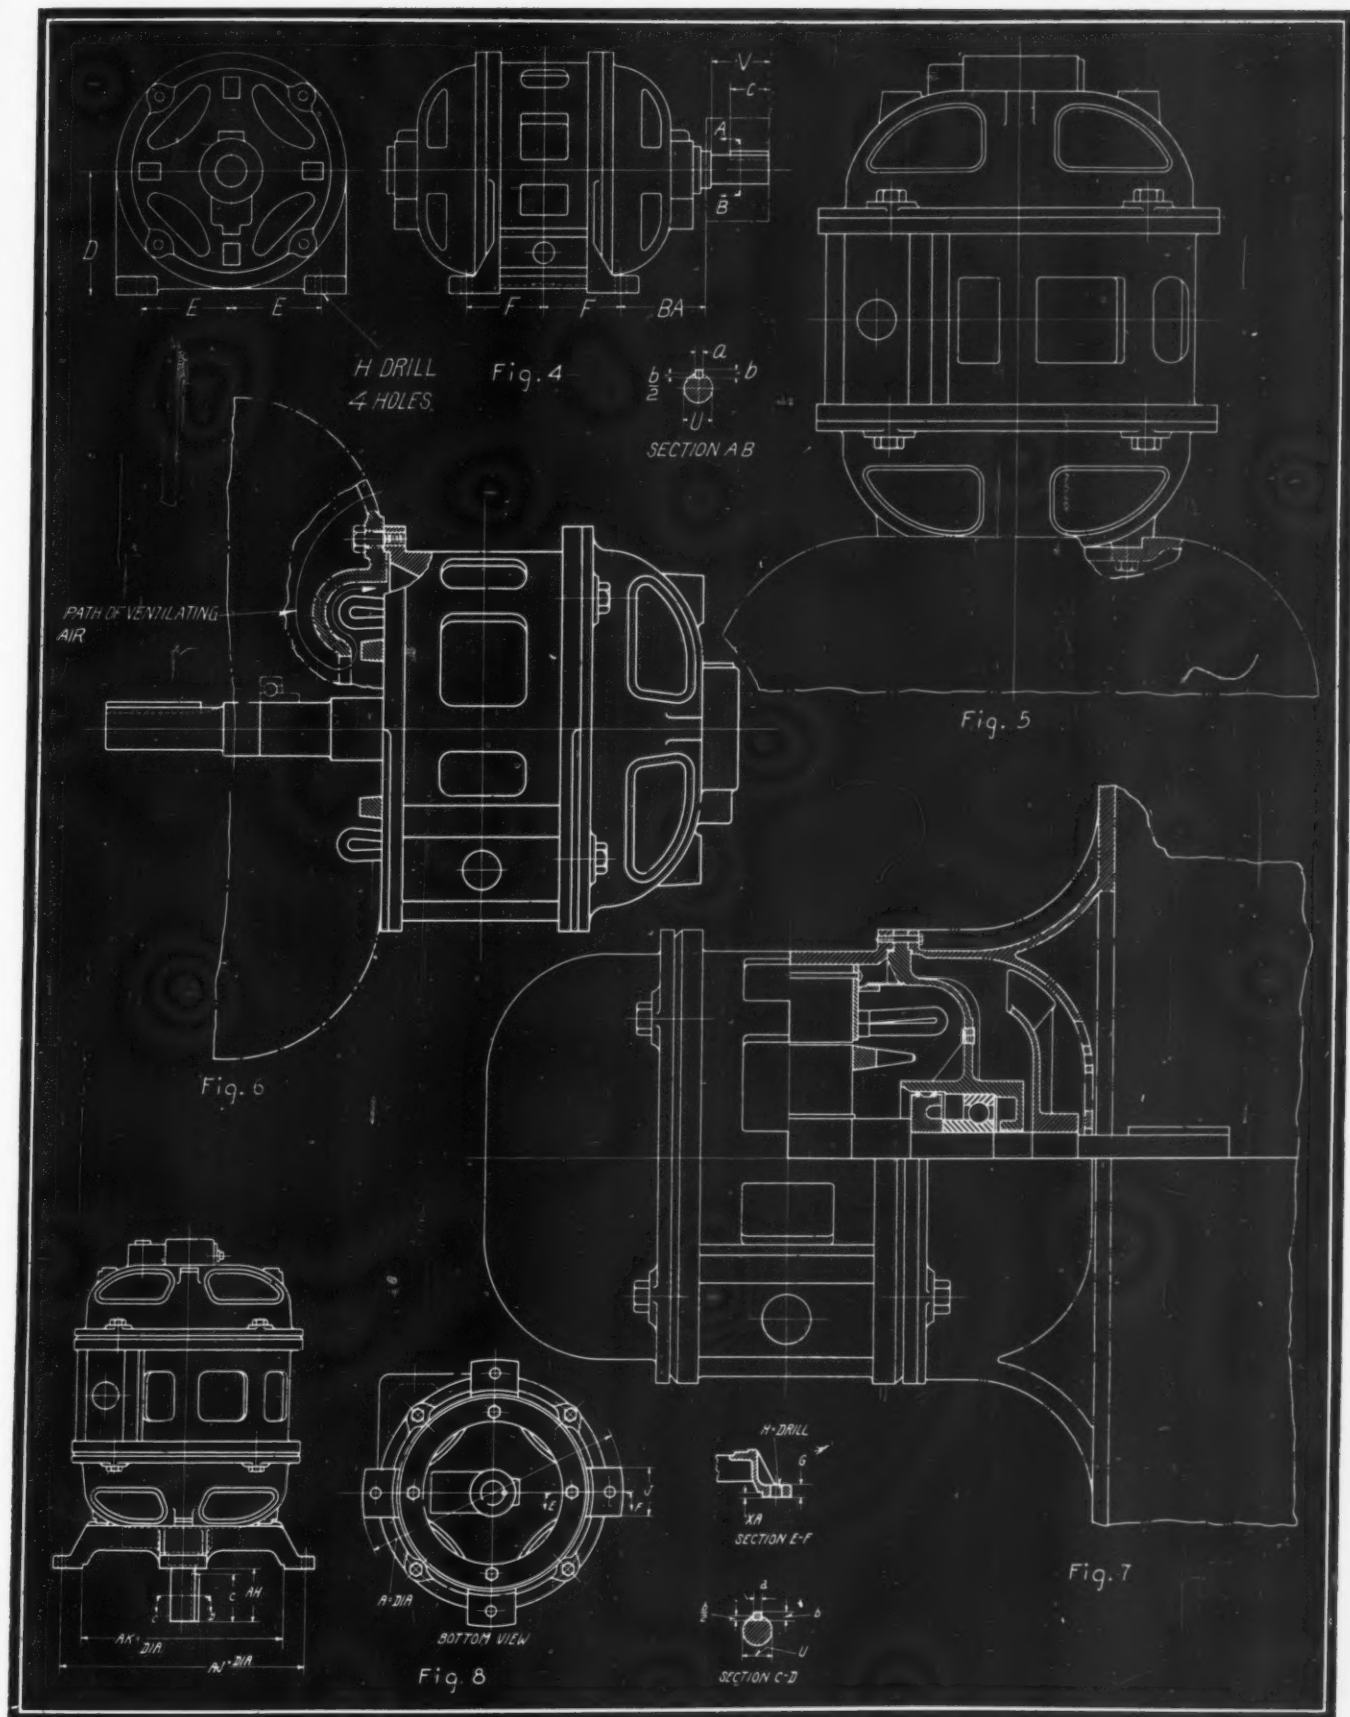 V
C
A
B
D
E E
F F BA
H DRILL
4 HOLES
Fig. 4
a
b/2 b
U
SECTION AB
Fig. 5
PATH OF VENTILATING
AIR
Fig. 6
Fig. 7
C AH
AK=
DIA.
AJ=DIA.
E F J
A=DIA
BOTTOM VIEW
Fig. 8
H=DRILL
G
XA
SECTION E-F
a
b
U
SECTION C-D